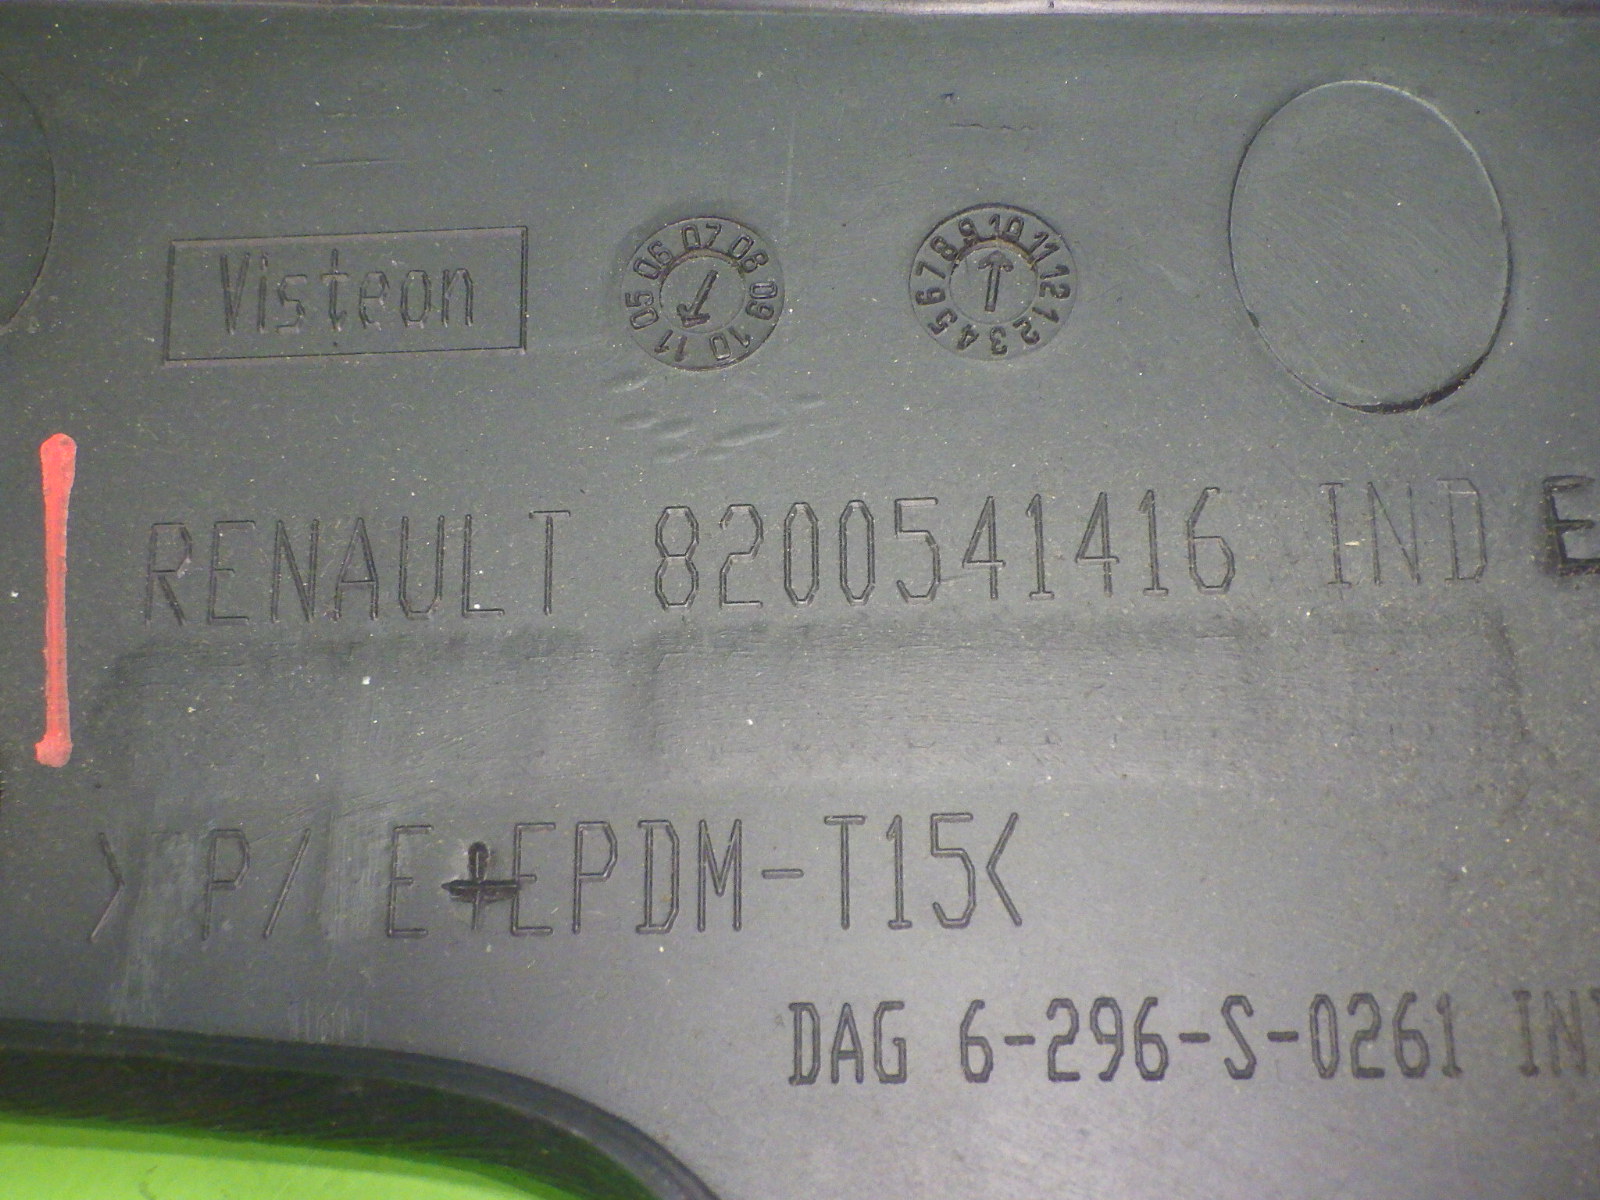 Visteon
05 06 07 08 09 10 11
1 2 3 4 5 6 7 8 9 10 11 12
RENAULT 8200541416 IND E
> P/ E+EPDM-T15<
DAG 6-296-S-0261